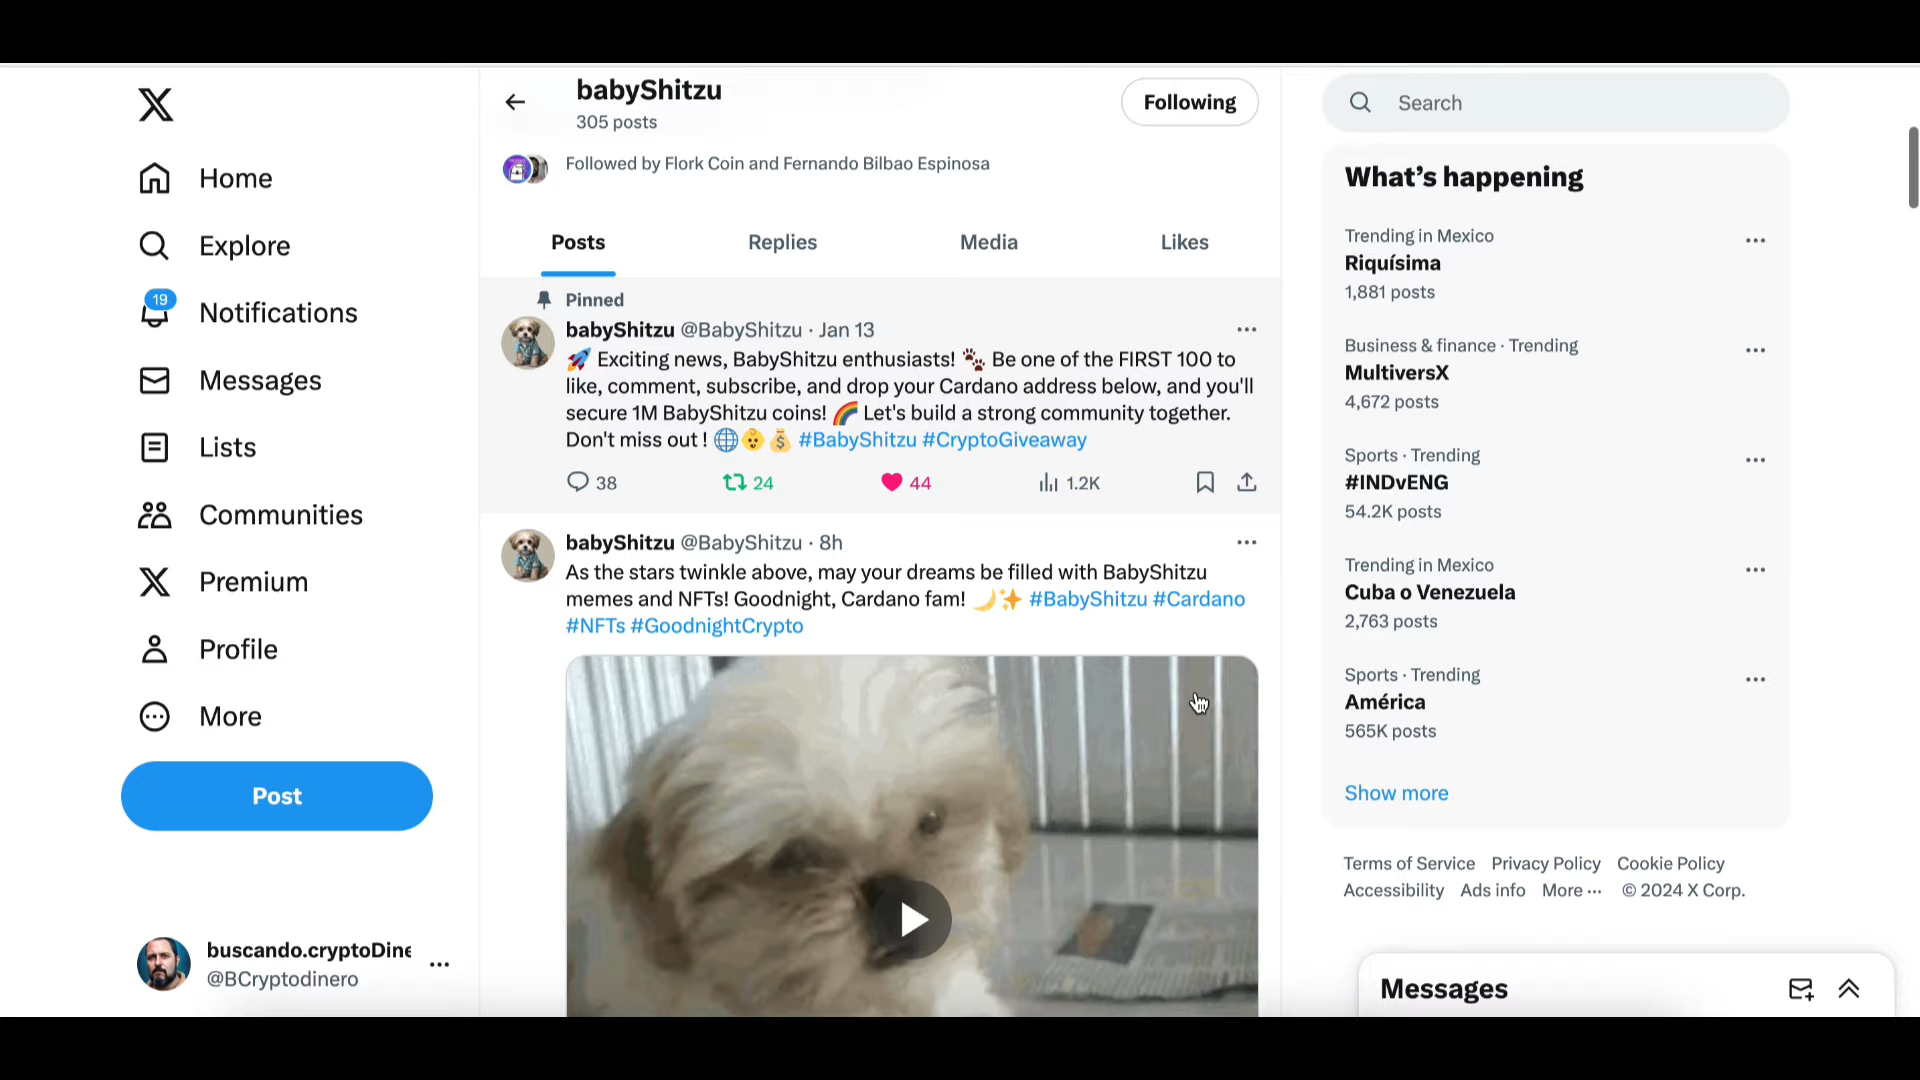 Home
Explore
19
Notifications
Messages
Lists
Communities
Premium
Profile
More
Post
buscando.cryptoDine
@BCryptodinero
babyShitzu
305 posts
Following
Followed by Flork Coin and Fernando Bilbao Espinosa
Posts Replies Media Likes
Pinned
babyShitzu @BabyShitzu · Jan 13
🚀 Exciting news, BabyShitzu enthusiasts! 🐾 Be one of the FIRST 100 to
like, comment, subscribe, and drop your Cardano address below, and you'll
secure 1M BabyShitzu coins! 🌈 Let's build a strong community together.
Don't miss out ! 🌐👶💰 #BabyShitzu #CryptoGiveaway
38 24 44 1.2K
babyShitzu @BabyShitzu · 8h
As the stars twinkle above, may your dreams be filled with BabyShitzu
memes and NFTs! Goodnight, Cardano fam! 🌙✨ #BabyShitzu #Cardano
#NFTs #GoodnightCrypto
Search
What's happening
Trending in Mexico
Riquísima
1,881 posts
Business & finance · Trending
MultiversX
4,672 posts
Sports · Trending
#INDvENG
54.2K posts
Trending in Mexico
Cuba o Venezuela
2,763 posts
Sports · Trending
América
565K posts
Show more
Terms of Service Privacy Policy Cookie Policy
Accessibility Ads info More ··· © 2024 X Corp.
Messages